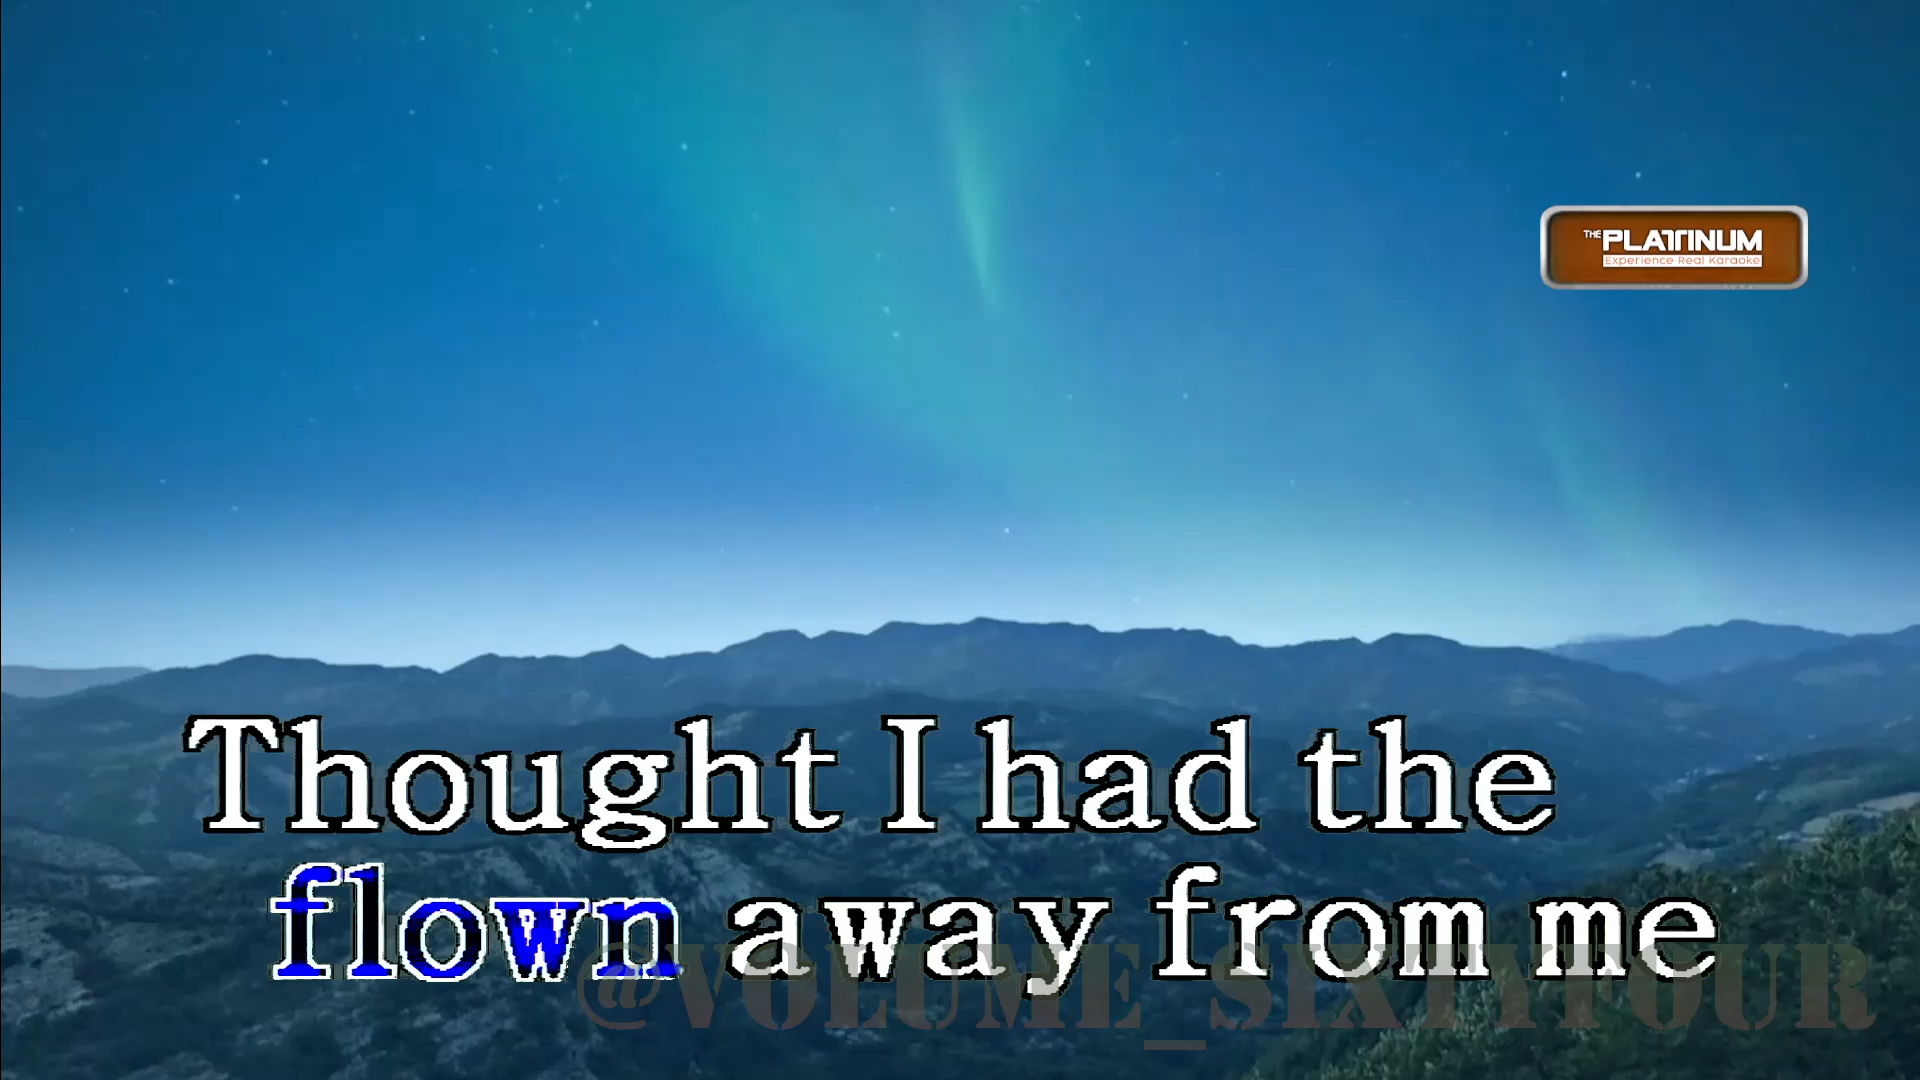 THE PLATINUM
Experience Real Karaoke
Thought I had the
flown away from me
@VOLUME_SIXTYFOUR